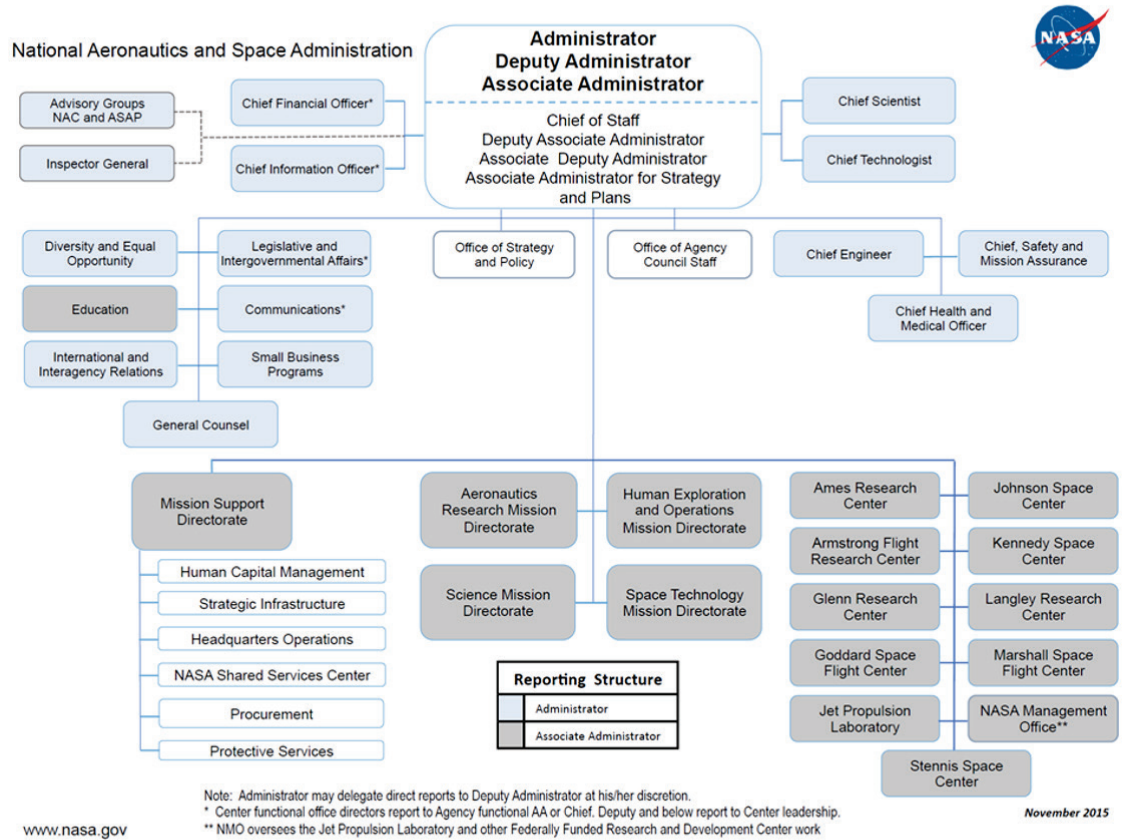 National Aeronautics and Space Administration
Administrator
Deputy Administrator
Associate Administrator
Chief of Staff
Deputy Associate Administrator
Associate Deputy Administrator
Associate Administrator for Strategy
and Plans
NASA
Advisory Groups
NAC and ASAP
Inspector General
Chief Financial Officer*
Chief Information Officer*
Chief Scientist
Chief Technologist
Diversity and Equal
Opportunity
Legislative and
Intergovernmental Affairs*
Education
Communications*
International and
Interagency Relations
Small Business
Programs
General Counsel
Office of Strategy
and Policy
Office of Agency
Council Staff
Chief Engineer
Chief, Safety and
Mission Assurance
Chief Health and
Medical Officer
Mission Support
Directorate
Human Capital Management
Strategic Infrastructure
Headquarters Operations
NASA Shared Services Center
Procurement
Protective Services
Aeronautics
Research Mission
Directorate
Human Exploration
and Operations
Mission Directorate
Science Mission
Directorate
Space Technology
Mission Directorate
Reporting Structure
Administrator
Associate Administrator
Ames Research
Center
Johnson Space
Center
Armstrong Flight
Research Center
Kennedy Space
Center
Glenn Research
Center
Langley Research
Center
Goddard Space
Flight Center
Marshall Space
Flight Center
Jet Propulsion
Laboratory
NASA Management
Office**
Stennis Space
Center
Note: Administrator may delegate direct reports to Deputy Administrator at his/her discretion.
* Center functional office directors report to Agency functional AA or Chief. Deputy and below report to Center leadership.
** NMO oversees the Jet Propulsion Laboratory and other Federally Funded Research and Development Center work
November 2015
www.nasa.gov